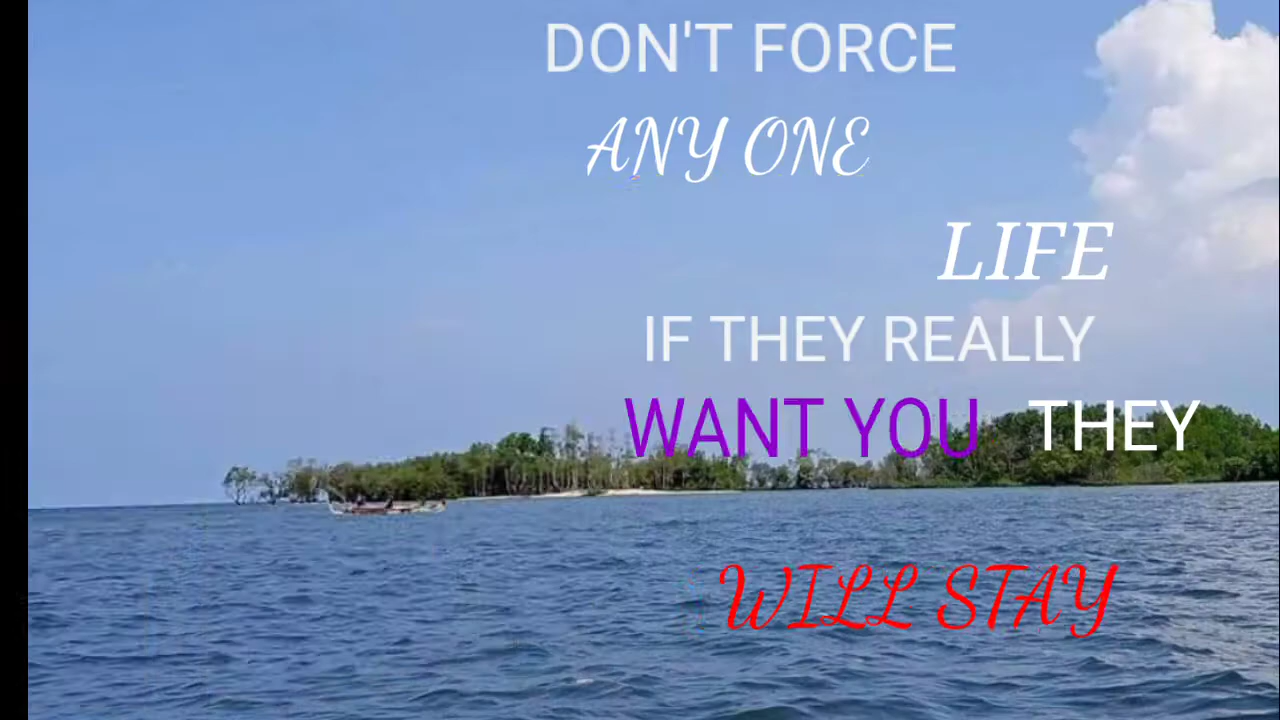 DON'T FORCE
ANY ONE
LIFE
IF THEY REALLY
WANT YOU THEY
WILL STAY